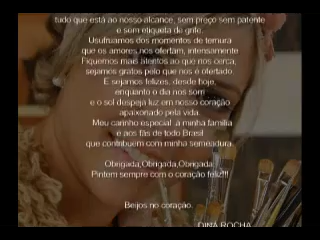 tudo que está ao nosso alcance, sem preço sem patente
e sem etiqueta de grife.
Usufruamos dos momentos de ternura
que os amores nos ofertam, intensamente
Fiquemos mais atentos ao que nos cerca,
sejamos gratos pelo que nos é ofertado.
E sejamos felizes, desde hoje,
enquanto o dia nos sorri
e o sol despeja luz em nosso coração
apaixonado pela vida.
Meu carinho especial á minha família
e aos fãs de todo Brasil
que contribuem com minha semeadura.
Obrigada,Obrigada,Obrigada
Pintem sempre com o coração feliz!!!
Beijos no coração.
DINA ROCHA